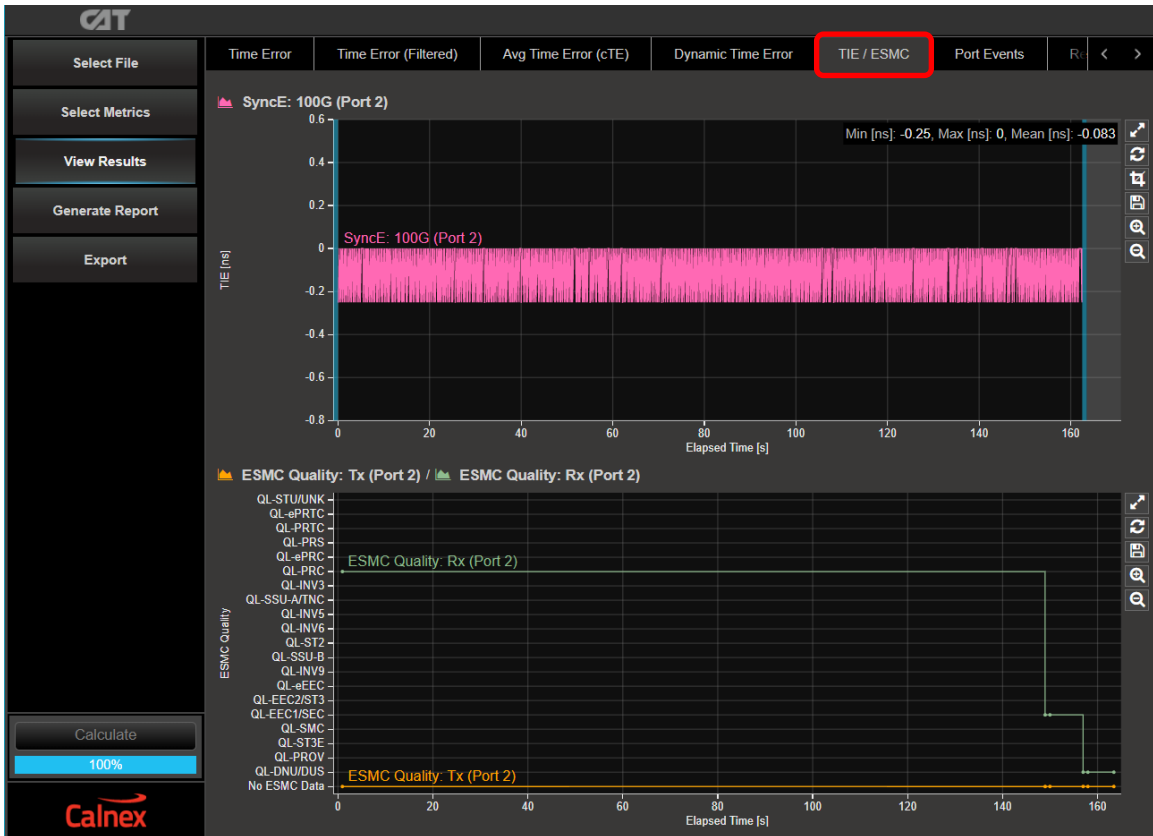 CAT
Select File
Select Metrics
View Results
Generate Report
Export
Calculate
100%
Calnex
Time Error
Time Error (Filtered)
Avg Time Error (cTE)
Dynamic Time Error
TIE / ESMC
Port Events
SyncE: 100G (Port 2)
Min [ns]: -0.25, Max [ns]: 0, Mean [ns]: -0.083
0.6
0.4
0.2
0
-0.2
-0.4
-0.6
-0.8
TIE [ns]
SyncE: 100G (Port 2)
0 20 40 60 80 100 120 140 160
Elapsed Time [s]
ESMC Quality: Tx (Port 2) / ESMC Quality: Rx (Port 2)
QL-STU/UNK
QL-ePRTC
QL-PRTC
QL-PRS
QL-ePRC
QL-PRC
QL-INV3
QL-SSU-A/TNC
QL-INV5
QL-INV6
QL-ST2
QL-SSU-B
QL-INV9
QL-eEEC
QL-EEC2/ST3
QL-EEC1/SEC
QL-SMC
QL-ST3E
QL-PROV
QL-DNU/DUS
No ESMC Data
ESMC Quality
ESMC Quality: Rx (Port 2)
ESMC Quality: Tx (Port 2)
0 20 40 60 80 100 120 140 160
Elapsed Time [s]